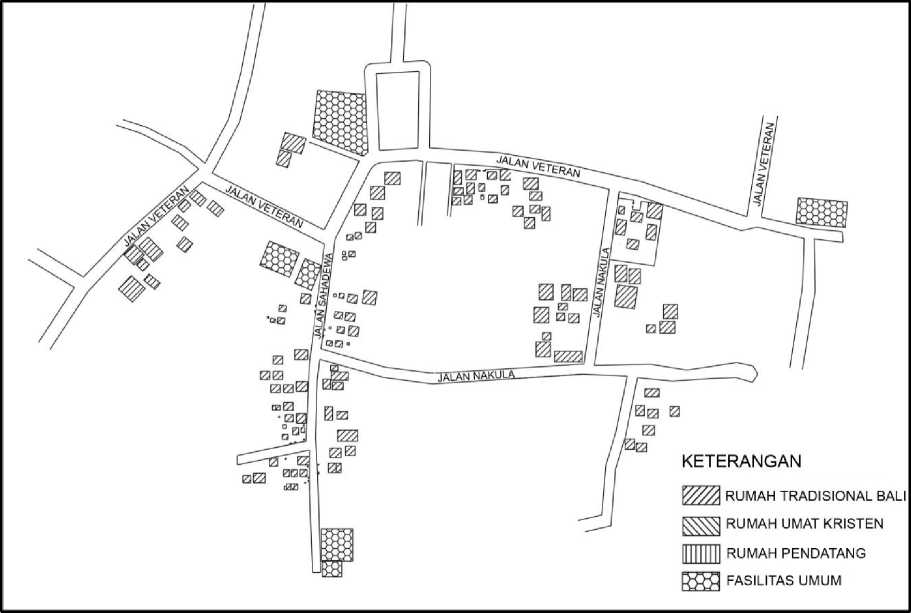 JALAN VETERAN
JALAN VETERAN
JALAN VETERAN
JALAN VETERAN
JALAN SAHADEWA
JALAN NAKULA
JALAN NAKULA
KETERANGAN
RUMAH TRADISIONAL BALI
RUMAH UMAT KRISTEN
RUMAH PENDATANG
FASILITAS UMUM